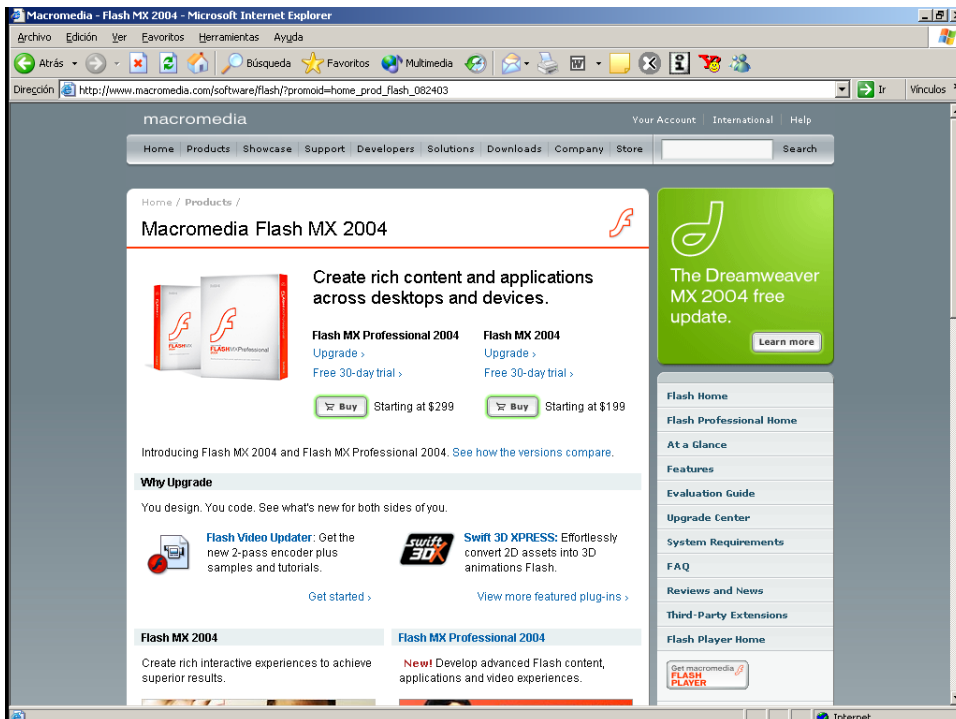 Macromedia - Flash MX 2004 - Microsoft Internet Explorer
Archivo Edición Ver Favoritos Herramientas Ayuda
Atrás Búsqueda Favoritos Multimedia
Dirección http://www.macromedia.com/software/flash/?promoid=home_prod_flash_082403 Ir Vínculos
macromedia Your Account International Help
Home Products Showcase Support Developers Solutions Downloads Company Store Search
Home / Products /
Macromedia Flash MX 2004
Create rich content and applications
across desktops and devices.
Flash MX Professional 2004 Flash MX 2004
Upgrade › Upgrade ›
Free 30-day trial › Free 30-day trial ›
Buy Starting at $299 Buy Starting at $199
FLASH MX Professional
Introducing Flash MX 2004 and Flash MX Professional 2004. See how the versions compare.
Why Upgrade
You design. You code. See what's new for both sides of you.
Flash Video Updater: Get the
new 2-pass encoder plus
samples and tutorials.
Get started ›
swift
3D X
Swift 3D XPRESS: Effortlessly
convert 2D assets into 3D
animations Flash.
View more featured plug-ins ›
Flash MX 2004
Create rich interactive experiences to achieve
superior results.
Flash MX Professional 2004
New! Develop advanced Flash content,
applications and video experiences.
The Dreamweaver
MX 2004 free
update.
Learn more
Flash Home
Flash Professional Home
At a Glance
Features
Evaluation Guide
Upgrade Center
System Requirements
FAQ
Reviews and News
Third-Party Extensions
Flash Player Home
Get macromedia
FLASH
PLAYER
Internet